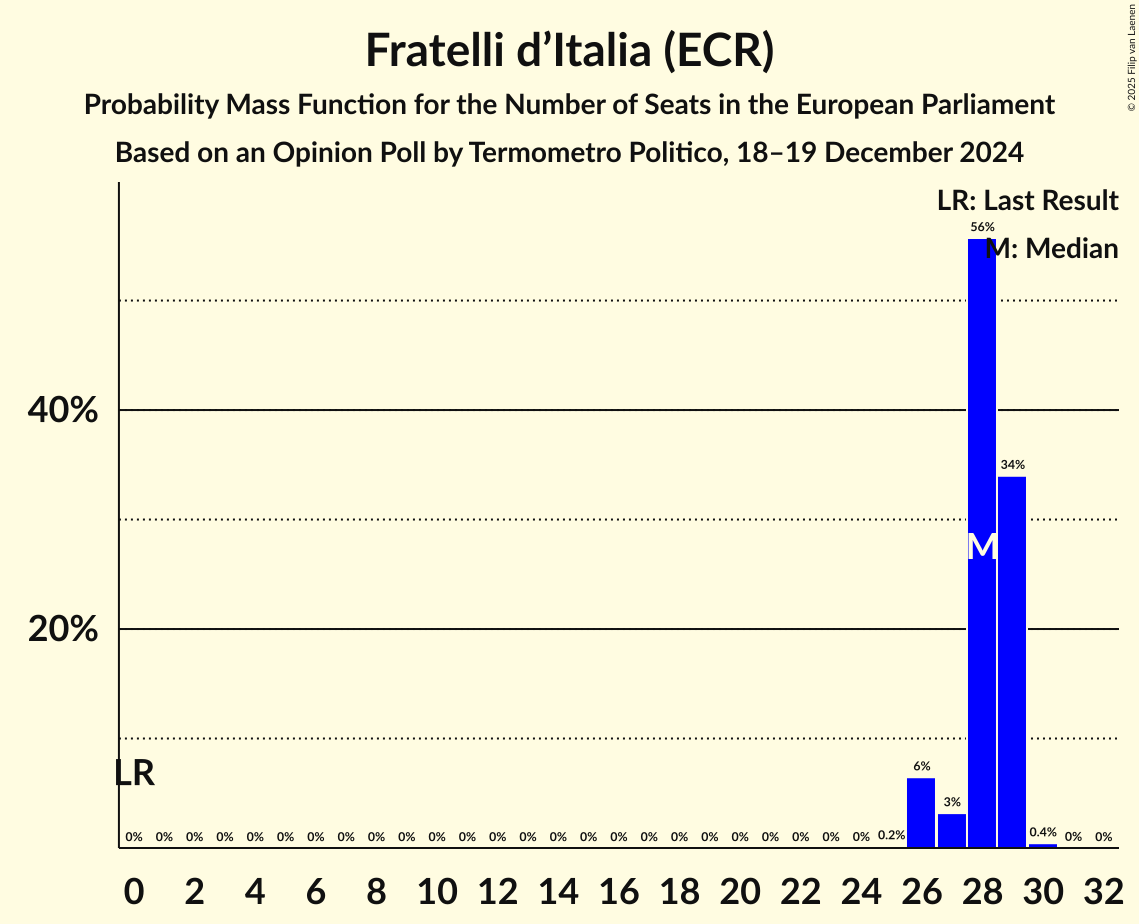 Fratelli d’Italia (ECR)
Probability Mass Function for the Number of Seats in the European Parliament
Based on an Opinion Poll by Termometro Politico, 18–19 December 2024
© 2025 Filip van Laenen
LR: Last Result
M: Median
56%
40%
34%
M
20%
LR
6%
3%
0% 0% 0% 0% 0% 0% 0% 0% 0% 0% 0% 0% 0% 0% 0% 0% 0% 0% 0% 0% 0% 0% 0% 0% 0% 0.2% 0.4% 0% 0%
0 2 4 6 8 10 12 14 16 18 20 22 24 26 28 30 32